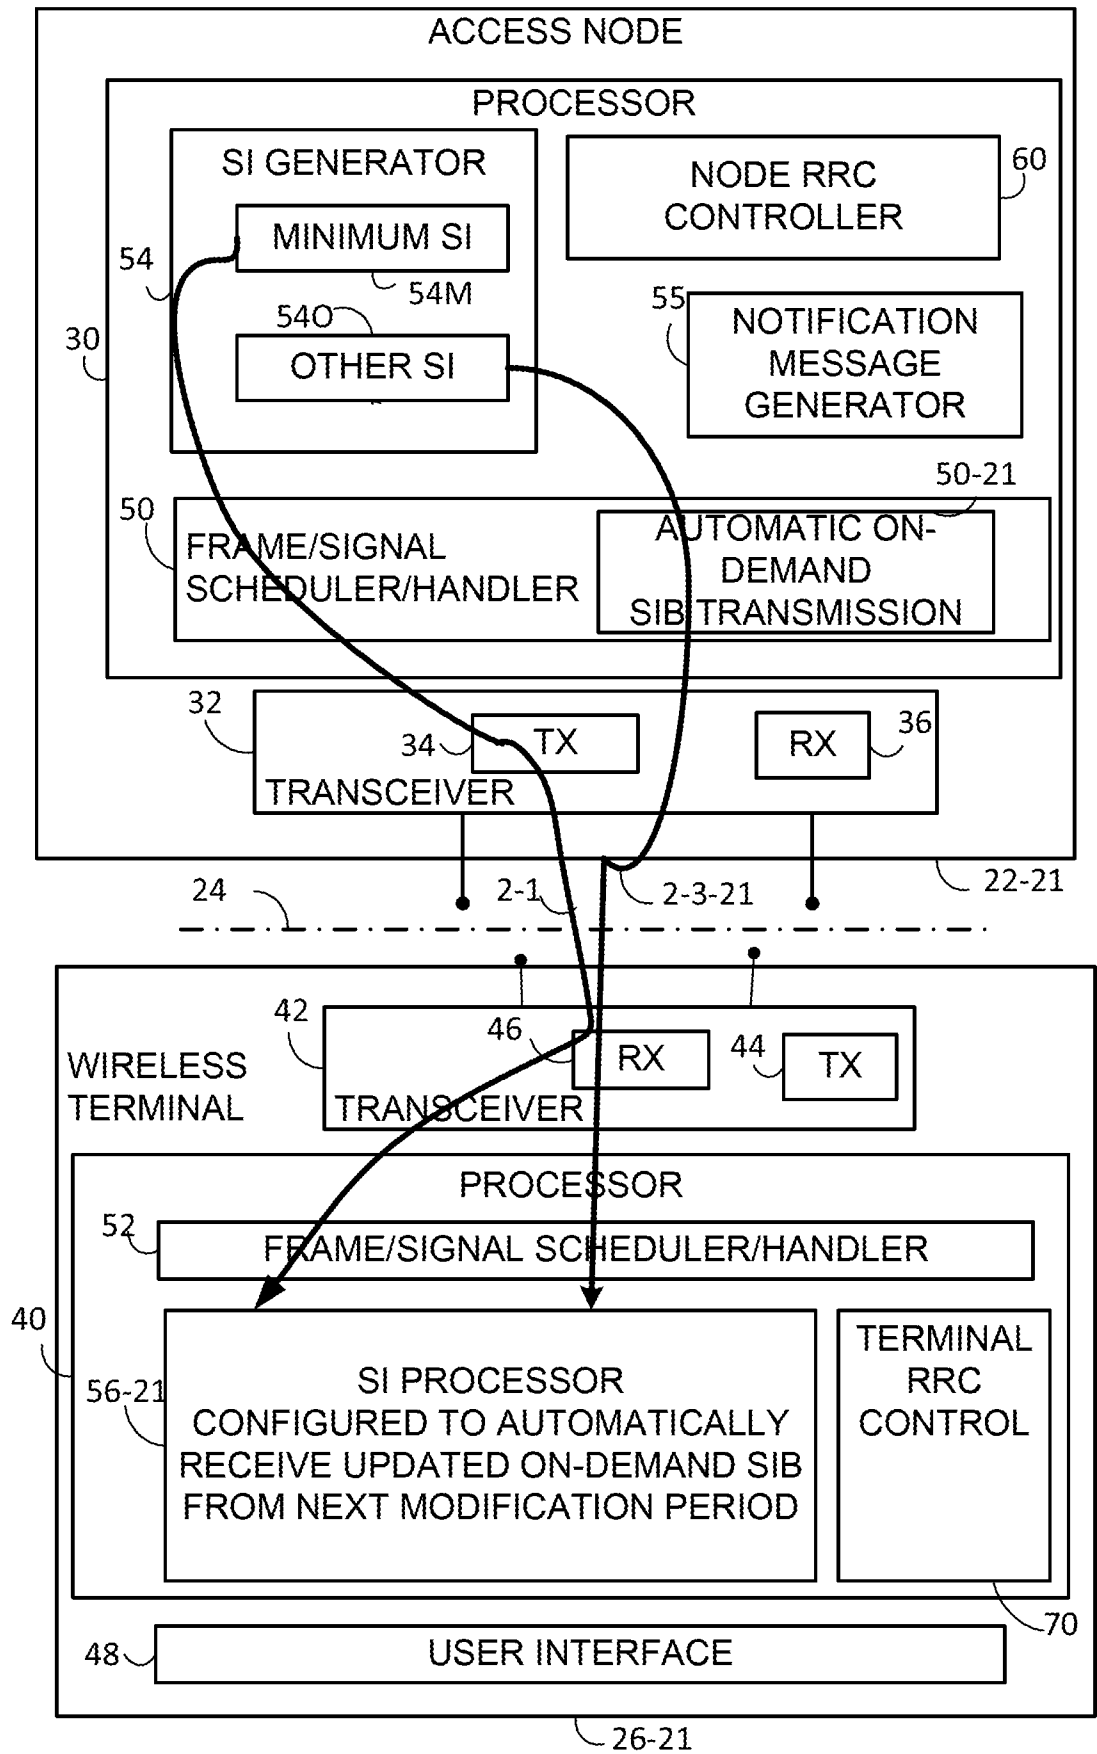 ACCESS NODE
PROCESSOR
SI GENERATOR
MINIMUM SI
54M
54
54O
OTHER SI
30
NODE RRC
CONTROLLER
60
55
NOTIFICATION
MESSAGE
GENERATOR
50
FRAME/SIGNAL
SCHEDULER/HANDLER
50-21
AUTOMATIC ON-
DEMAND
SIB TRANSMISSION
32
34
TX
RX
36
TRANSCEIVER
22-21
2-1
2-3-21
24
42
46
RX
44
TX
TRANSCEIVER
WIRELESS
TERMINAL
PROCESSOR
52
FRAME/SIGNAL SCHEDULER/HANDLER
40
56-21
SI PROCESSOR
CONFIGURED TO AUTOMATICALLY
RECEIVE UPDATED ON-DEMAND SIB
FROM NEXT MODIFICATION PERIOD
TERMINAL
RRC
CONTROL
70
48
USER INTERFACE
26-21